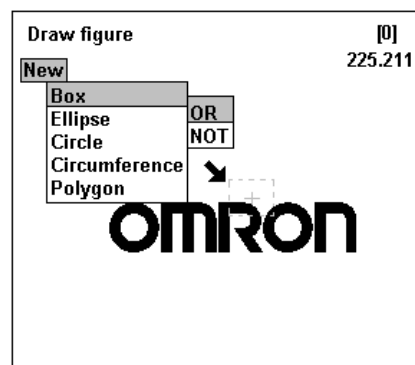 Draw figure [0]
225.211
New
Box
Ellipse OR
Circle NOT
Circumference
Polygon
OMRON